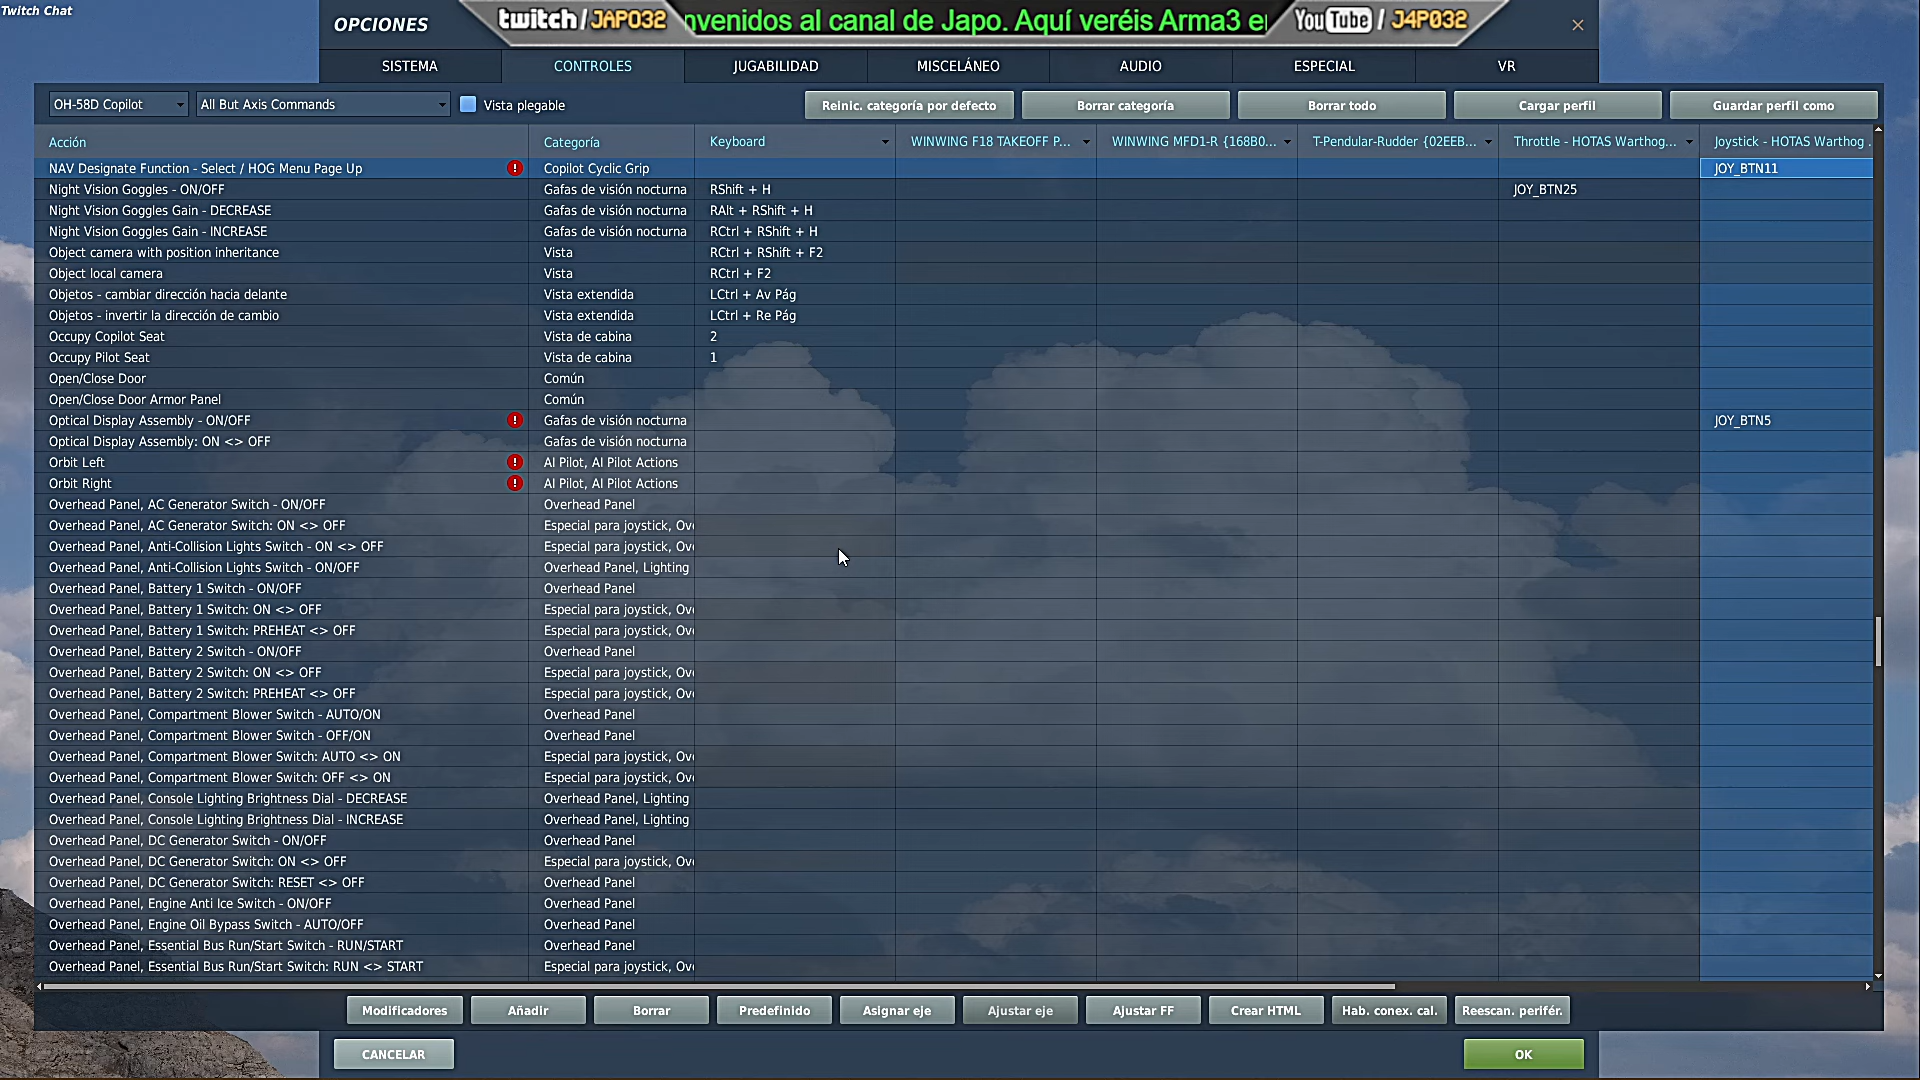 Twitch Chat
OPCIONES
twitch / JAPO32
nvenidos al canal de Japo. Aquí veréis Arma3 e
YouTube / J4P032
SISTEMA CONTROLES JUGABILIDAD MISCELÁNEO AUDIO ESPECIAL VR
OH-58D Copilot All But Axis Commands Vista plegable Reinic. categoría por defecto Borrar categoría Borrar todo Cargar perfil Guardar perfil como
Acción Categoría Keyboard WINWING F18 TAKEOFF P... WINWING MFD1-R {168B0... T-Pendular-Rudder {02EEB... Throttle - HOTAS Warthog... Joystick - HOTAS Warthog .
NAV Designate Function - Select / HOG Menu Page Up Copilot Cyclic Grip JOY_BTN11
Night Vision Goggles - ON/OFF Gafas de visión nocturna RShift + H JOY_BTN25
Night Vision Goggles Gain - DECREASE Gafas de visión nocturna RAlt + RShift + H
Night Vision Goggles Gain - INCREASE Gafas de visión nocturna RCtrl + RShift + H
Object camera with position inheritance Vista RCtrl + RShift + F2
Object local camera Vista RCtrl + F2
Objetos - cambiar dirección hacia delante Vista extendida LCtrl + Av Pág
Objetos - invertir la dirección de cambio Vista extendida LCtrl + Re Pág
Occupy Copilot Seat Vista de cabina 2
Occupy Pilot Seat Vista de cabina 1
Open/Close Door Común
Open/Close Door Armor Panel Común
Optical Display Assembly - ON/OFF Gafas de visión nocturna JOY_BTN5
Optical Display Assembly: ON <> OFF Gafas de visión nocturna
Orbit Left AI Pilot, AI Pilot Actions
Orbit Right AI Pilot, AI Pilot Actions
Overhead Panel, AC Generator Switch - ON/OFF Overhead Panel
Overhead Panel, AC Generator Switch: ON <> OFF Especial para joystick, Ove
Overhead Panel, Anti-Collision Lights Switch - ON <> OFF Especial para joystick, Ove
Overhead Panel, Anti-Collision Lights Switch - ON/OFF Overhead Panel, Lighting
Overhead Panel, Battery 1 Switch - ON/OFF Overhead Panel
Overhead Panel, Battery 1 Switch: ON <> OFF Especial para joystick, Ove
Overhead Panel, Battery 1 Switch: PREHEAT <> OFF Especial para joystick, Ove
Overhead Panel, Battery 2 Switch - ON/OFF Overhead Panel
Overhead Panel, Battery 2 Switch: ON <> OFF Especial para joystick, Ove
Overhead Panel, Battery 2 Switch: PREHEAT <> OFF Especial para joystick, Ove
Overhead Panel, Compartment Blower Switch - AUTO/ON Overhead Panel
Overhead Panel, Compartment Blower Switch - OFF/ON Overhead Panel
Overhead Panel, Compartment Blower Switch: AUTO <> ON Especial para joystick, Ove
Overhead Panel, Compartment Blower Switch: OFF <> ON Especial para joystick, Ove
Overhead Panel, Console Lighting Brightness Dial - DECREASE Overhead Panel, Lighting
Overhead Panel, Console Lighting Brightness Dial - INCREASE Overhead Panel, Lighting
Overhead Panel, DC Generator Switch - ON/OFF Overhead Panel
Overhead Panel, DC Generator Switch: ON <> OFF Especial para joystick, Ove
Overhead Panel, DC Generator Switch: RESET <> OFF Overhead Panel
Overhead Panel, Engine Anti Ice Switch - ON/OFF Overhead Panel
Overhead Panel, Engine Oil Bypass Switch - AUTO/OFF Overhead Panel
Overhead Panel, Essential Bus Run/Start Switch - RUN/START Overhead Panel
Overhead Panel, Essential Bus Run/Start Switch: RUN <> START Especial para joystick, Ove
Modificadores Añadir Borrar Predefinido Asignar eje Ajustar eje Ajustar FF Crear HTML Hab. conex. cal. Reescan. perifér.
CANCELAR OK